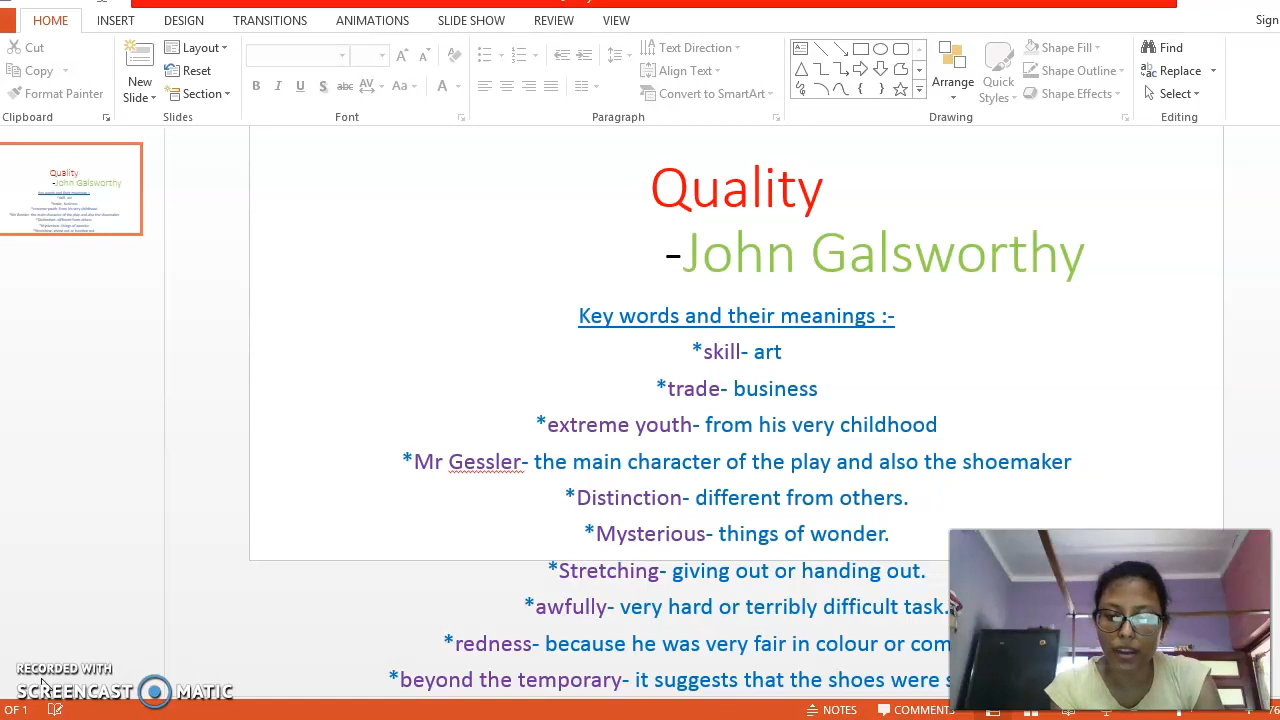 HOME INSERT DESIGN TRANSITIONS ANIMATIONS SLIDE SHOW REVIEW VIEW Sign
Cut
Copy
Format Painter
Clipboard
New
Slide
Layout
Reset
Section
Slides
B I U S abc AV Aa A
Font
Text Direction
Align Text
Convert to SmartArt
Paragraph
Arrange
Quick
Styles
Shape Fill
Shape Outline
Shape Effects
Drawing
Find
Replace
Select
Editing
Quality
-John Galsworthy
Key words and their meanings :-
*skill- art
*trade- business
*extreme youth- from his very childhood
*Mr Gessler- the main character of the play and also the shoemaker
*Distinction- different from others.
*Mysterious- things of wonder.
*Stretching- giving out or handing out.
*awfully- very hard or terribly difficult task.
*redness- because he was very fair in colour or com
*beyond the temporary- it suggests that the shoes were s
RECORDED WITH
SCREENCAST MATIC
OF 1 NOTES COMMENTS